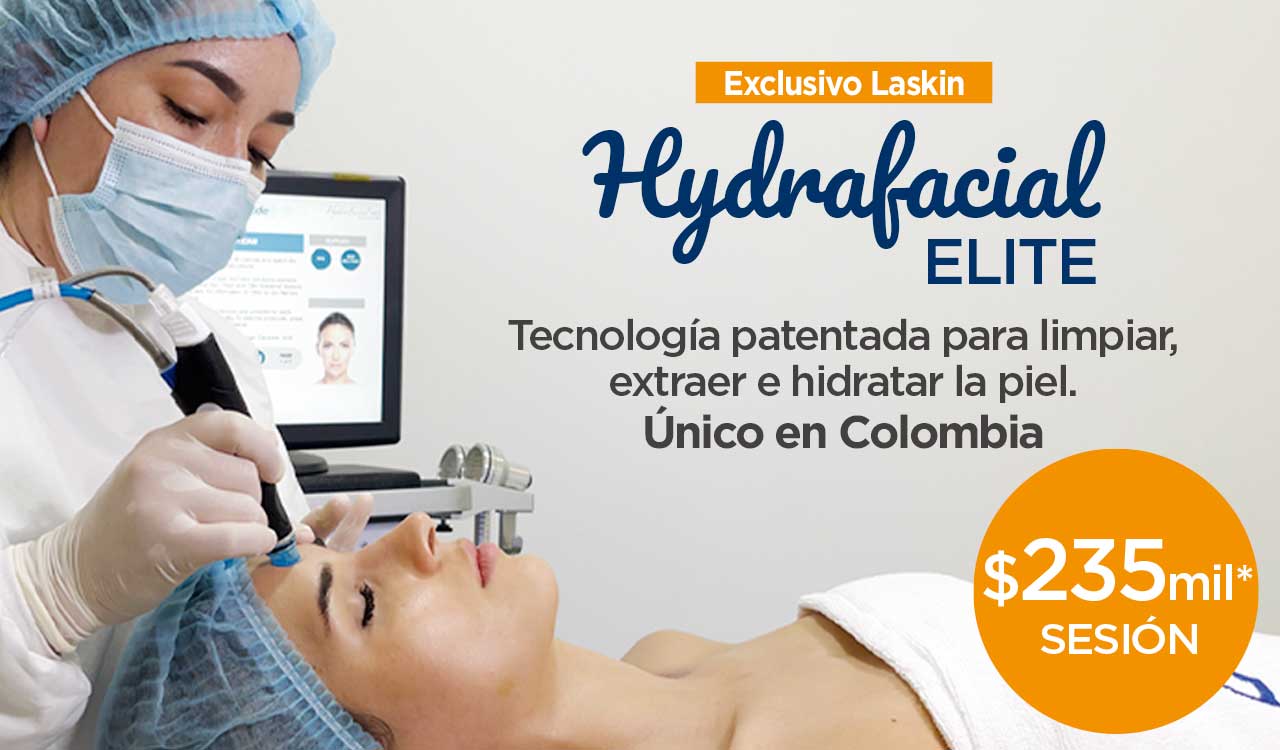 Exclusivo Laskin
Hydrafacial
ELITE
Tecnología patentada para limpiar,
extraer e hidratar la piel.
Único en Colombia
$235mil*
SESIÓN